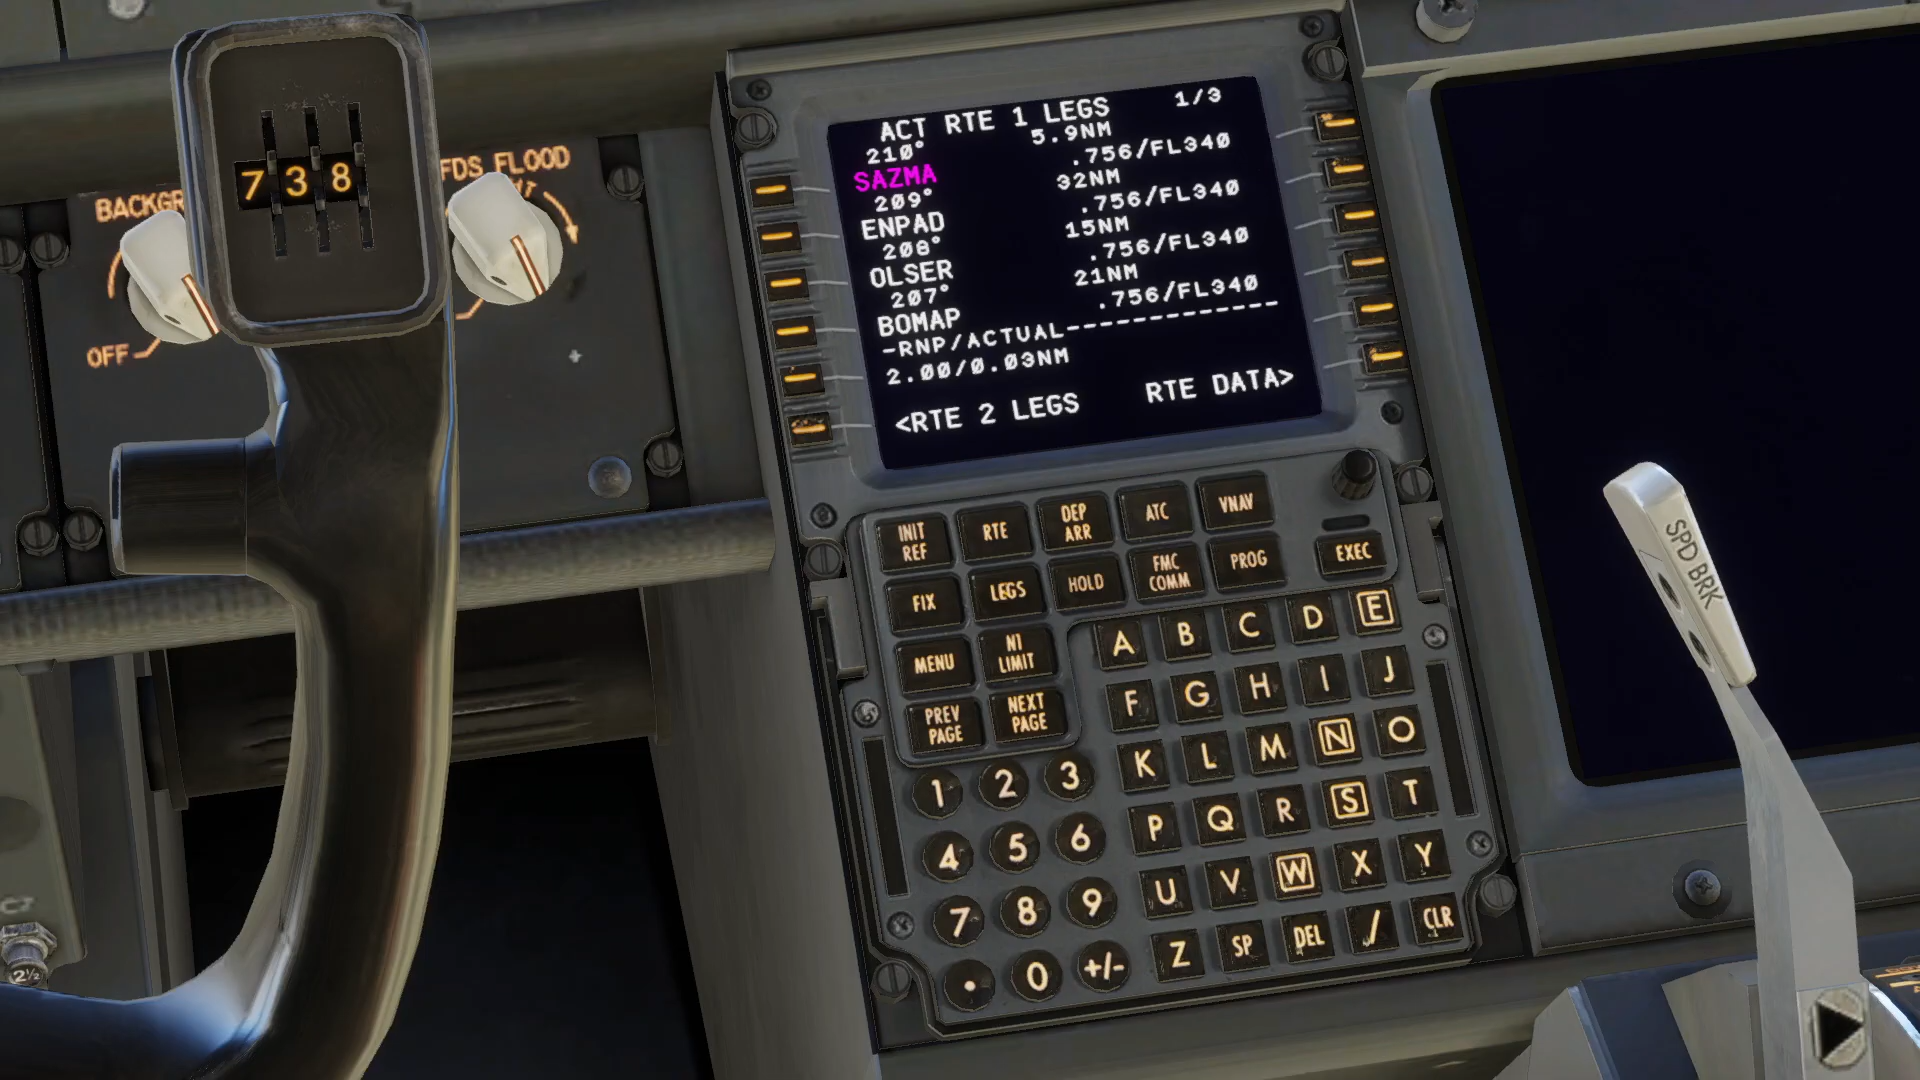 738
BACKGR
OFF
FDS FLOOD
ACT RTE 1 LEGS 1/3
210° 5.9NM
SAZMA .756/FL340
209° 32NM
ENPAD .756/FL340
208° 15NM
OLSER .756/FL340
207° 21NM
BOMAP .756/FL340
-RNP/ACTUAL-----------
2.00/0.03NM
<RTE 2 LEGS RTE DATA>
INIT REF RTE DEP ARR ATC VNAV
FIX LEGS HOLD FMC COMM PROG EXEC
MENU N1 LIMIT
PREV PAGE NEXT PAGE
A B C D E
F G H I J
K L M N O
P Q R S T
U V W X Y
Z SP DEL / CLR
1 2 3
4 5 6
7 8 9
. 0 +/-
SPD BRK
2½